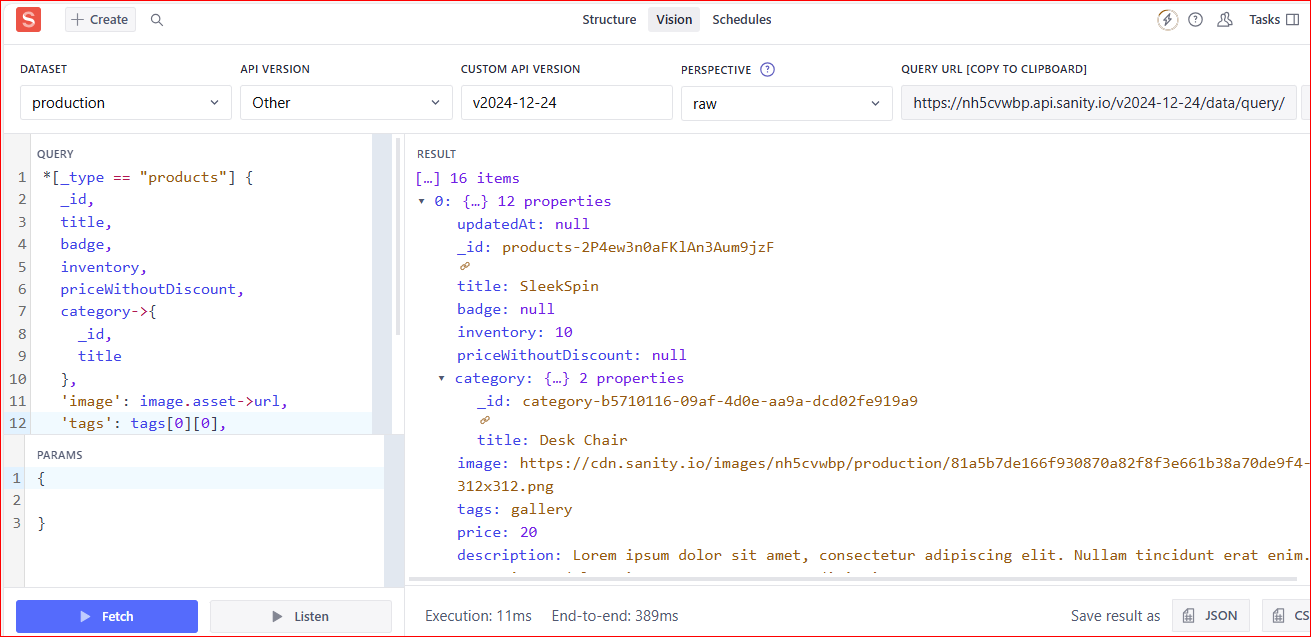 S
Create
Structure Vision Schedules
Tasks
DATASET API VERSION CUSTOM API VERSION PERSPECTIVE ? QUERY URL [COPY TO CLIPBOARD]
production Other v2024-12-24 raw https://nh5cvwbp.api.sanity.io/v2024-12-24/data/query/
QUERY
1 *[_type == "products"] {
2 _id,
3 title,
4 badge,
5 inventory,
6 priceWithoutDiscount,
7 category->{
8 _id,
9 title
10 },
11 'image': image.asset->url,
12 'tags': tags[0][0],
PARAMS
1 {
2
3 }
Fetch Listen
RESULT
[…] 16 items
0: {…} 12 properties
updatedAt: null
_id: products-2P4ew3n0aFKlAn3Aum9jzF
title: SleekSpin
badge: null
inventory: 10
priceWithoutDiscount: null
category: {…} 2 properties
_id: category-b5710116-09af-4d0e-aa9a-dcd02fe919a9
title: Desk Chair
image: https://cdn.sanity.io/images/nh5cvwbp/production/81a5b7de166f930870a82f8f3e661b38a70de9f4-
312x312.png
tags: gallery
price: 20
description: Lorem ipsum dolor sit amet, consectetur adipiscing elit. Nullam tincidunt erat enim.
Execution: 11ms End-to-end: 389ms
Save result as JSON CS